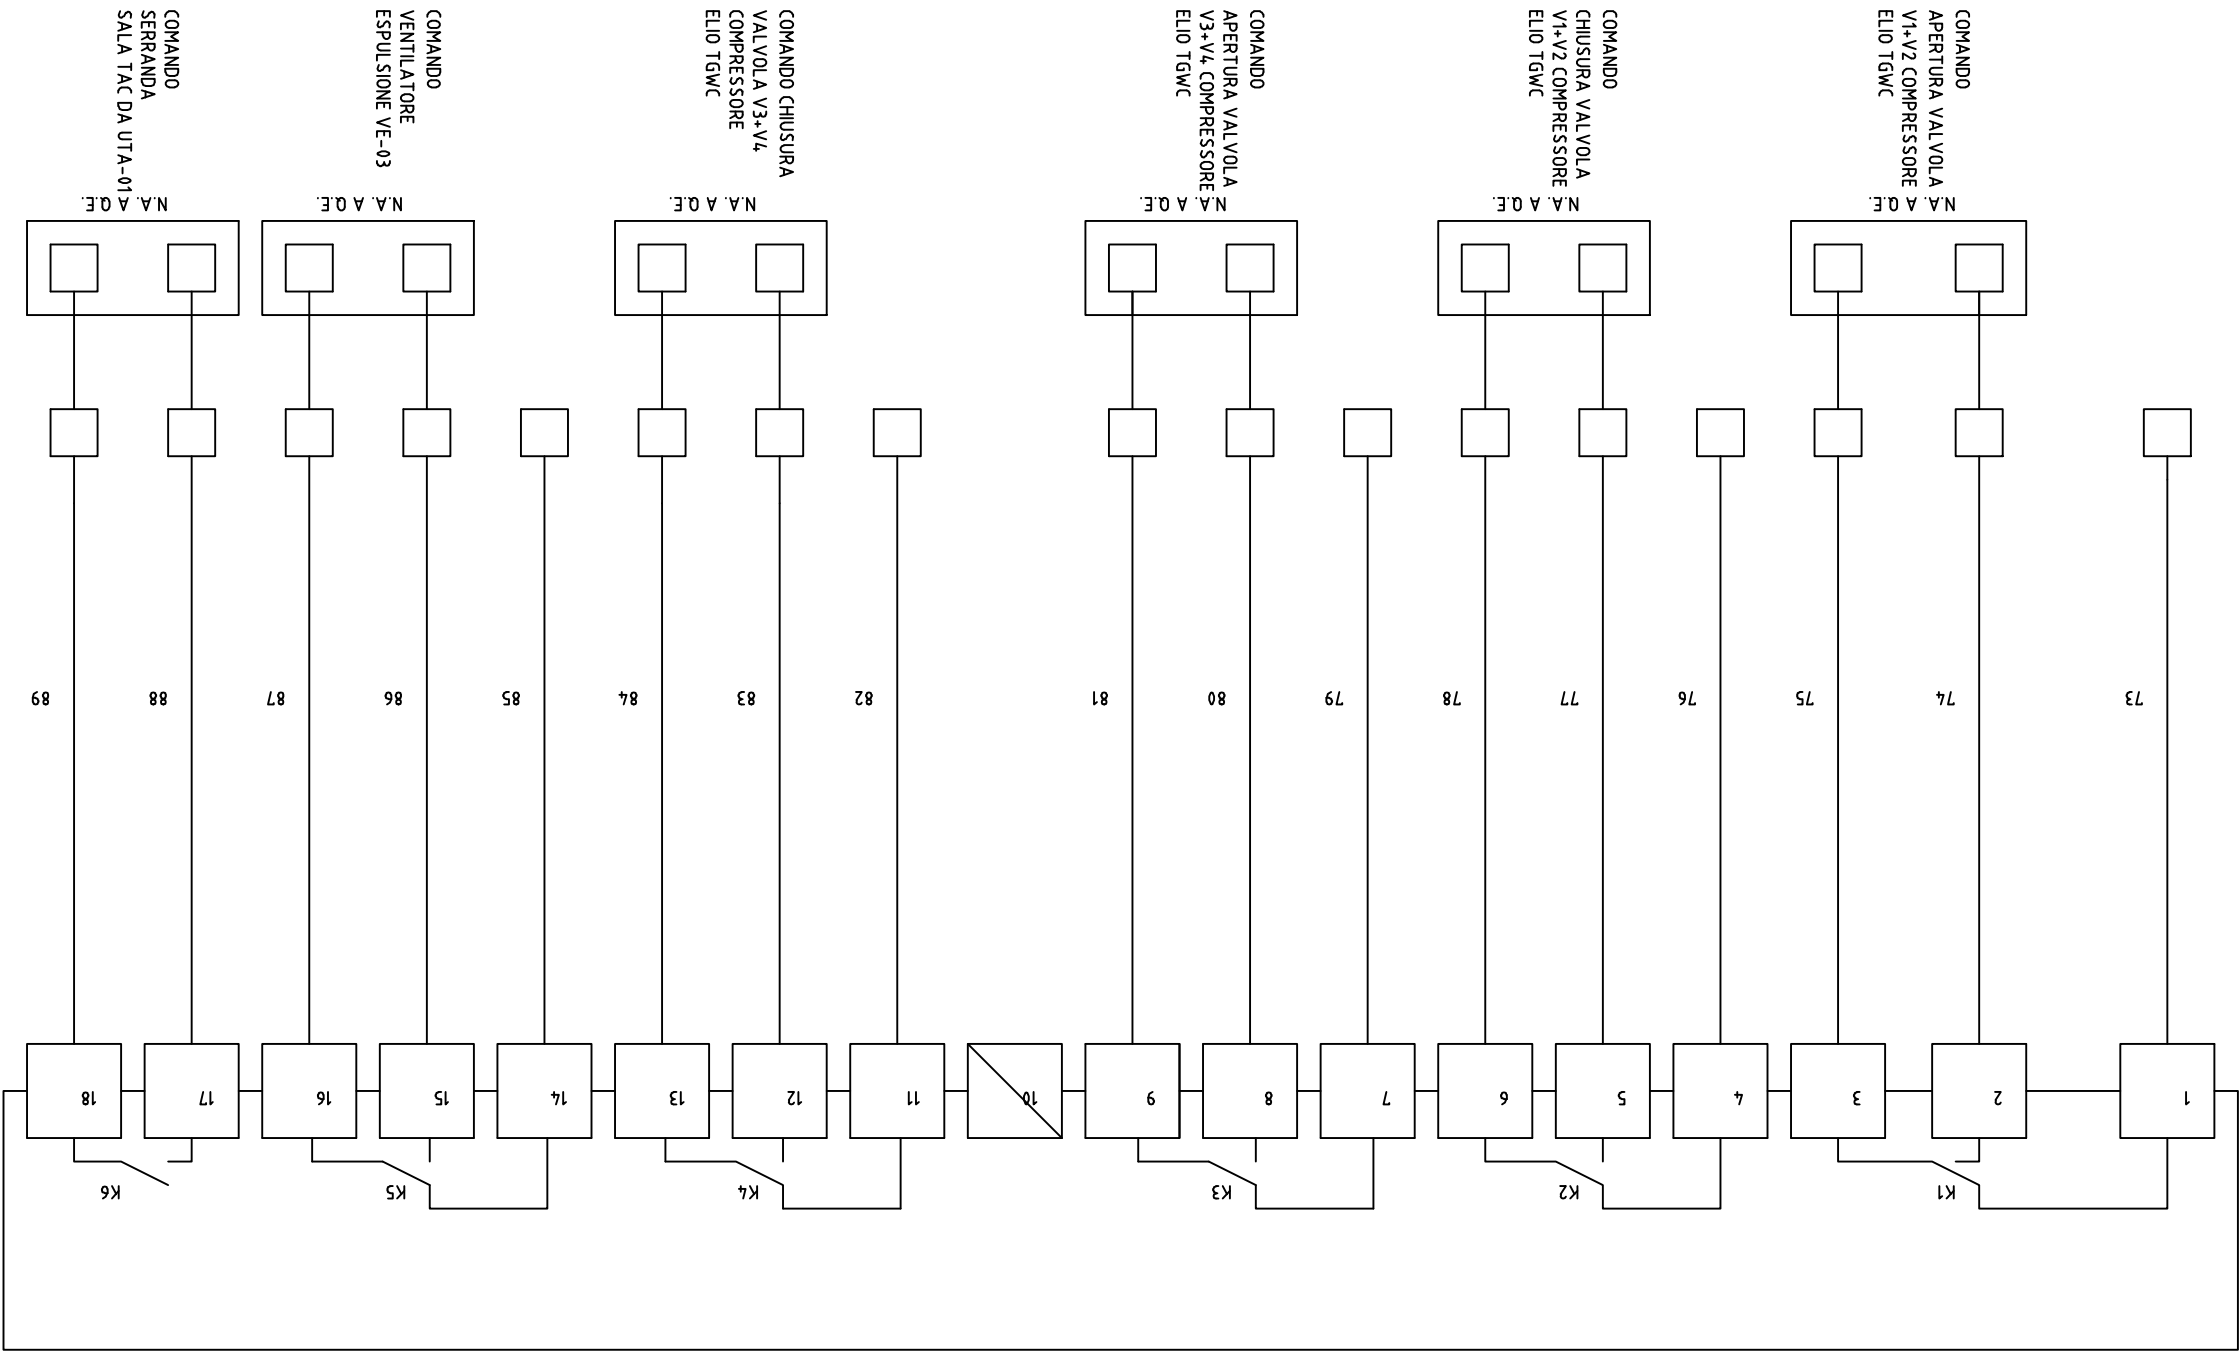 COMANDO
SERRANDA
SALA TAC DA UTA-01
COMANDO
VENTILATORE
ESPULSIONE VE-03
COMANDO CHIUSURA
VALVOLA V3+V4
COMPRESSORE
ELIO TGWC
COMANDO
APERTURA VALVOLA
V3+V4 COMPRESSORE
ELIO TGWC
COMANDO
CHIUSURA VALVOLA
V1+V2 COMPRESSORE
ELIO TGWC
COMANDO
APERTURA VALVOLA
V1+V2 COMPRESSORE
ELIO TGWC
N.A. A Q.E.
N.A. A Q.E.
N.A. A Q.E.
N.A. A Q.E.
N.A. A Q.E.
N.A. A Q.E.
89
88
87
86
85
84
83
82
81
80
79
78
77
76
75
74
73
18
17
16
15
14
13
12
11
10
9
8
7
6
5
4
3
2
1
K6
K5
K4
K3
K2
K1